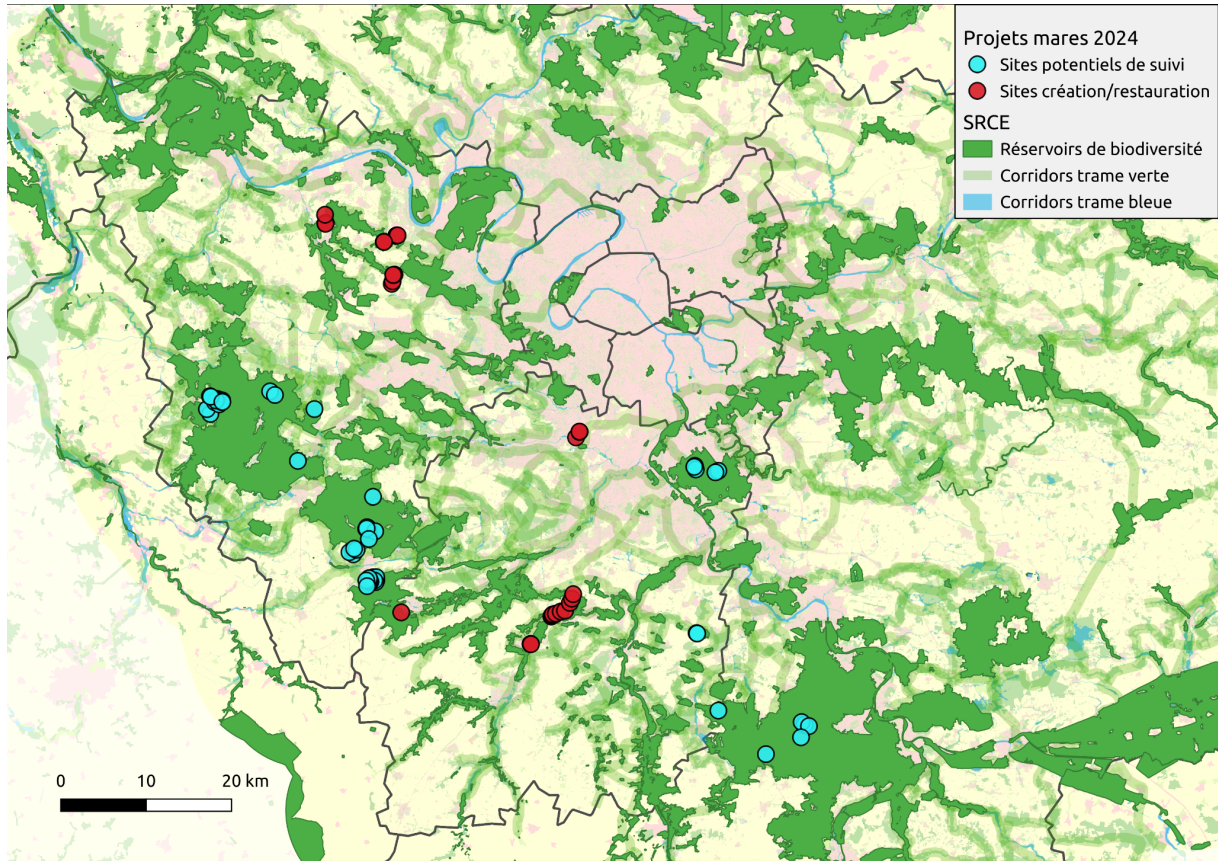 Projets mares 2024
Sites potentiels de suivi
Sites création/restauration
SRCE
Réservoirs de biodiversité
Corridors trame verte
Corridors trame bleue
0 10 20 km